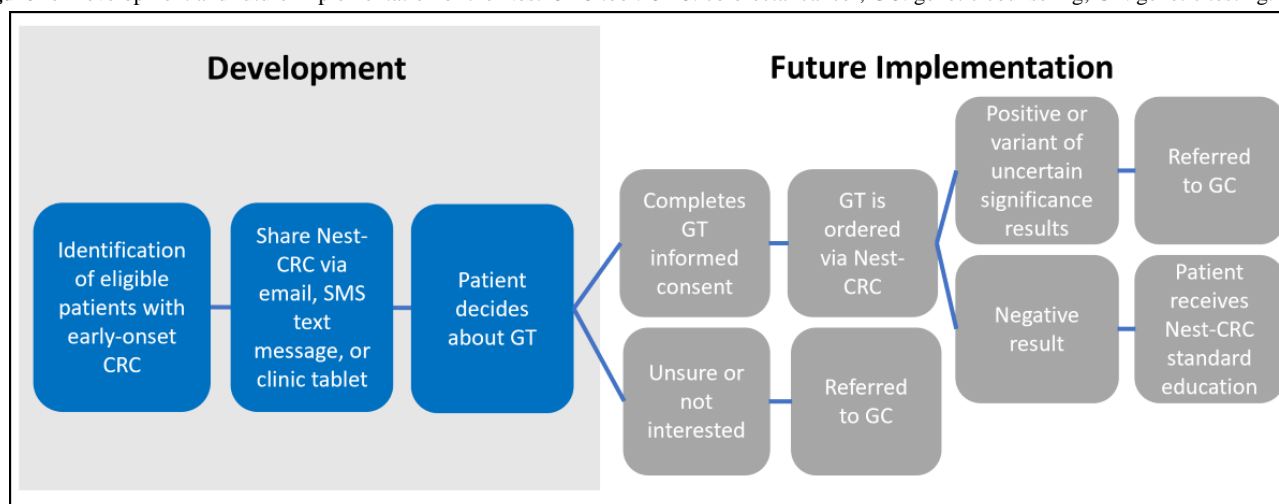 Development
Future Implementation
Identification
of eligible
patients with
early-onset
CRC
Share Nest-
CRC via
email, SMS
text
message, or
clinic tablet
Patient
decides
about GT
Completes
GT
informed
consent
GT is
ordered
via Nest-
CRC
Positive or
variant of
uncertain
significance
results
Referred
to GC
Unsure or
not
interested
Referred
to GC
Negative
result
Patient
receives
Nest-CRC
standard
education